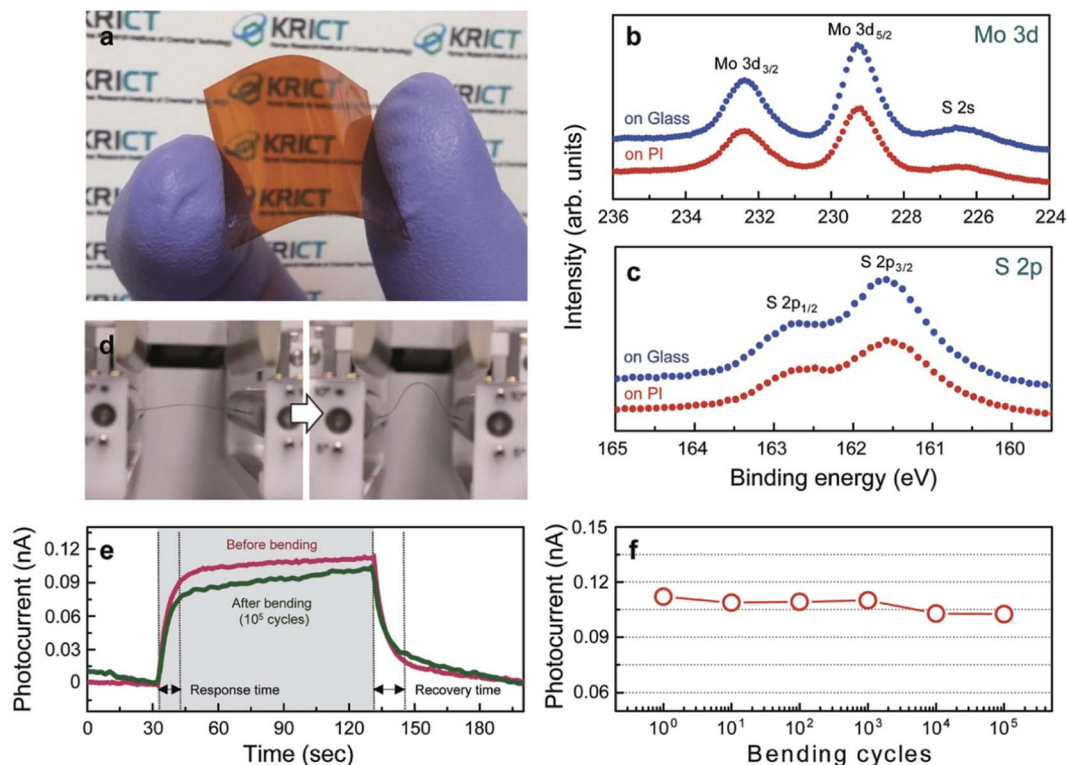 a
KRICT
KRICT
KRICT
KRICT
KRICT
b
Mo 3d
Mo 3d5/2
Mo 3d3/2
S 2s
on Glass
on PI
236 234 232 230 228 226 224
c
S 2p
S 2p3/2
S 2p1/2
on Glass
on PI
165 164 163 162 161 160
Binding energy (eV)
Intensity (arb. units)
d
e
Before bending
After bending
(10⁵ cycles)
Response time
Recovery time
0.12
0.09
0.06
0.03
0
0 30 60 90 120 150 180
Time (sec)
Photocurrent (nA)
f
0.15
0.12
0.09
0.06
10⁰ 10¹ 10² 10³ 10⁴ 10⁵
Bending cycles
Photocurrent (nA)